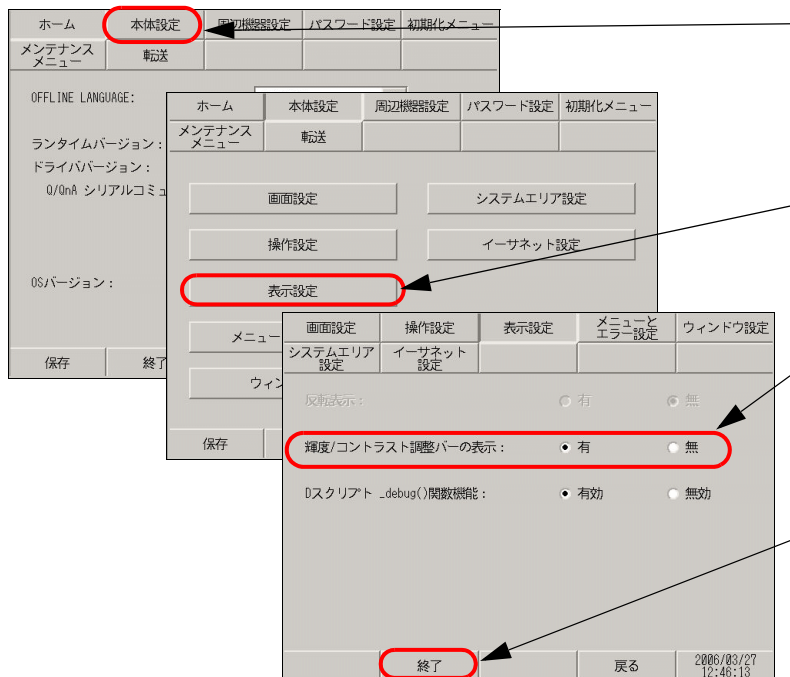 ホーム 本体設定 周辺機器設定 パスワード設定 初期化メニュー
メンテナンス
メニュー
転送
OFFLINE LANGUAGE:
ランタイムバージョン:
ドライババージョン:
Q/QnA シリアルコミュ
OSバージョン:
保存 終了
ホーム 本体設定 周辺機器設定 パスワード設定 初期化メニュー
メンテナンス
メニュー
転送
画面設定 システムエリア設定
操作設定 イーサネット設定
表示設定
メニュー
ウィン
保存
画面設定 操作設定 表示設定 メニューと
エラー設定
ウィンドウ設定
システムエリア
設定
イーサネット
設定
反転表示: 有 無
輝度/コントラスト調整バーの表示: 有 無
Dスクリプト _debug()関数機能: 有効 無効
終了 戻る 2006/03/27
12:46:13